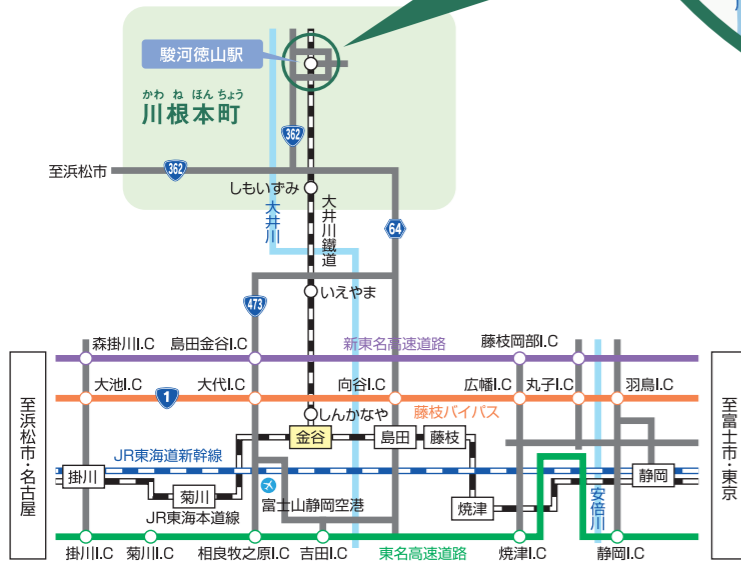 駿河徳山駅
かわねほんちょう
川根本町
362
至浜松市
362
しもいずみ
大井川
大井川鐵道
64
いえやま
473
森掛川I.C
島田金谷I.C
新東名高速道路
藤枝岡部I.C
大池I.C
大代I.C
向谷I.C
広幡I.C
丸子I.C
羽鳥I.C
1
しんかなや
藤枝バイパス
至浜松市・名古屋
至富士市・東京
金谷
島田
藤枝
JR東海道新幹線
掛川
静岡
菊川
富士山静岡空港
焼津
安倍川
JR東海本道線
掛川I.C
菊川I.C
相良牧之原I.C
吉田I.C
東名高速道路
焼津I.C
静岡I.C